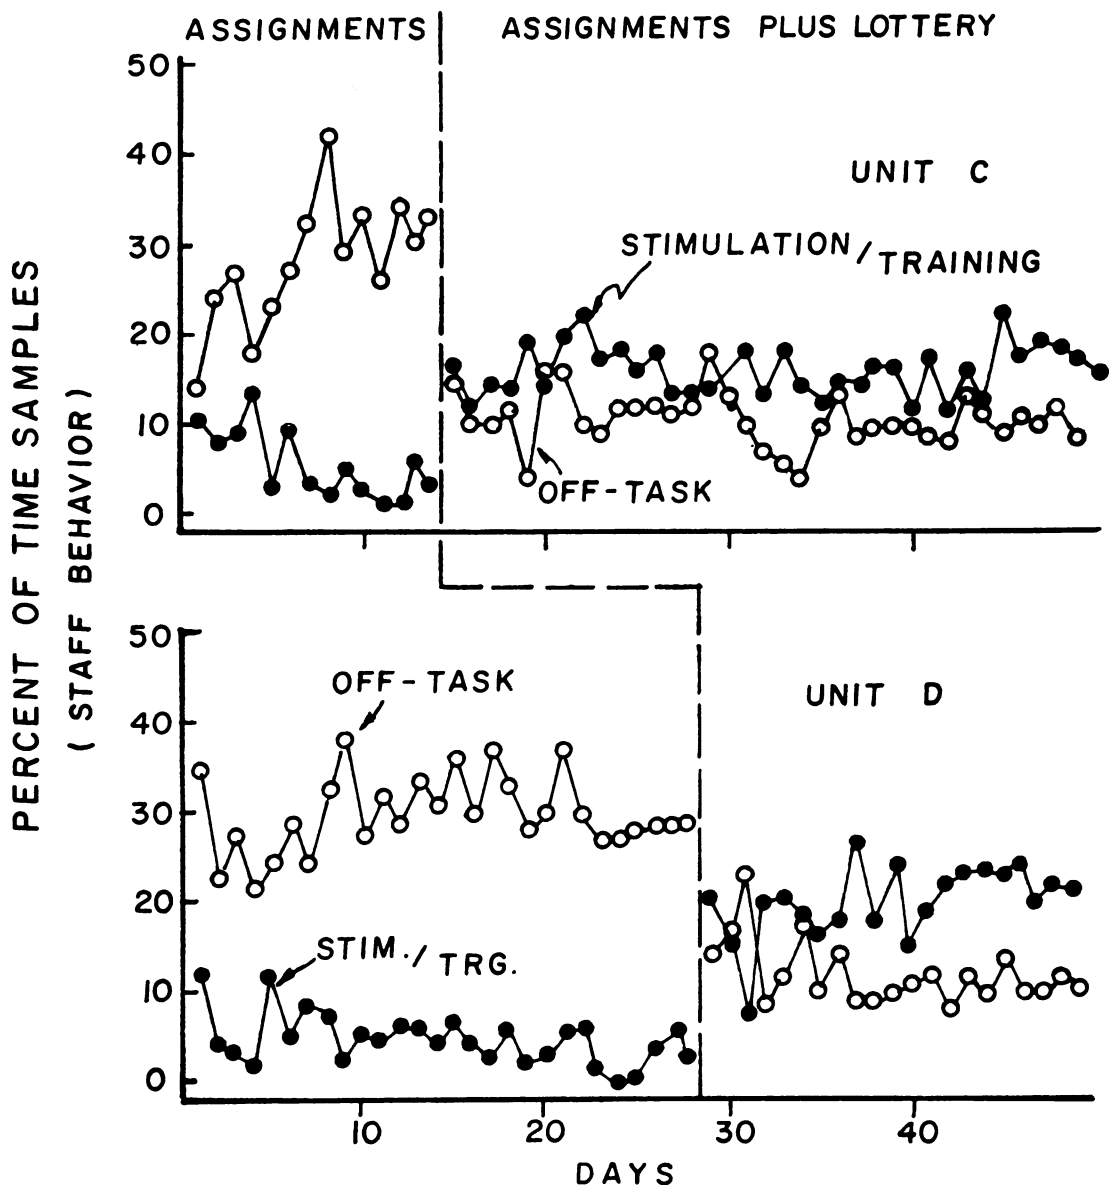 ASSIGNMENTS
ASSIGNMENTS PLUS LOTTERY
PERCENT OF TIME SAMPLES
(STAFF BEHAVIOR)
50
40
30
20
10
0
UNIT C
STIMULATION/TRAINING
OFF-TASK
50
40
30
20
10
0
OFF-TASK
UNIT D
STIM./TRG.
10
20
30
40
DAYS